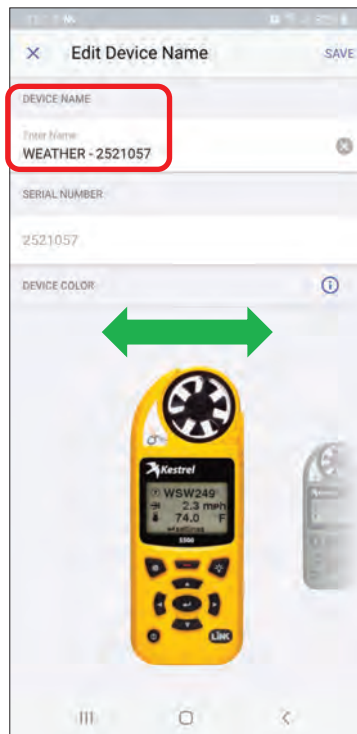 Edit Device Name
SAVE
DEVICE NAME
Enter Name
WEATHER - 2521057
SERIAL NUMBER
2521057
DEVICE COLOR
Kestrel
WSW249°
2.3 mph
74.0 F
5500
LiNK